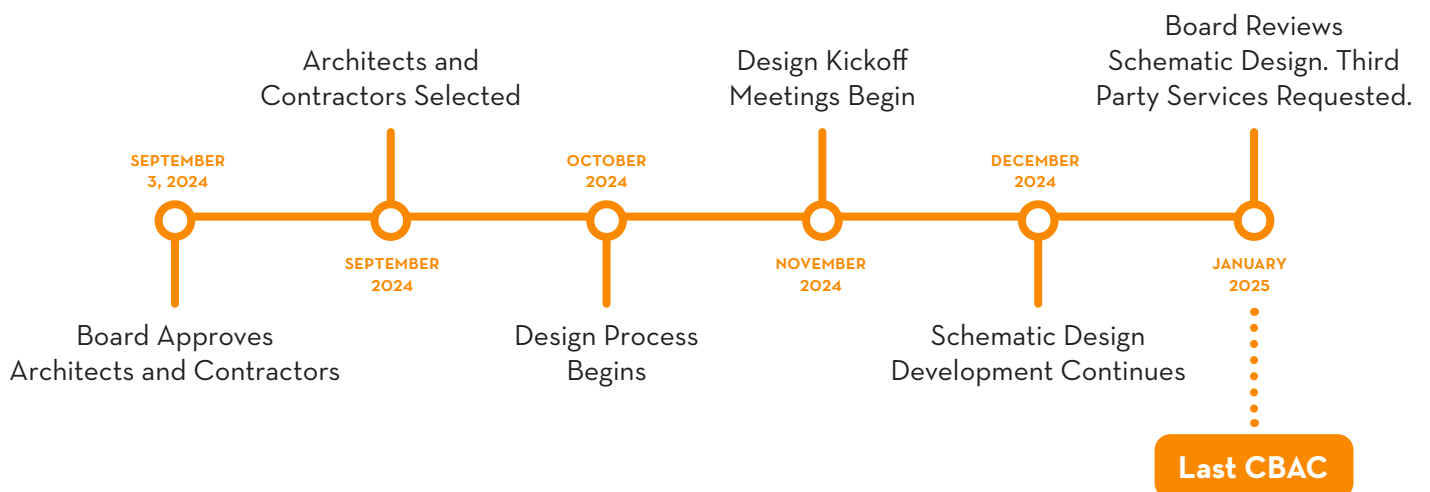 SEPTEMBER
3, 2024
Board Approves
Architects and Contractors
Architects and
Contractors Selected
SEPTEMBER
2024
OCTOBER
2024
Design Process
Begins
Design Kickoff
Meetings Begin
NOVEMBER
2024
DECEMBER
2024
Schematic Design
Development Continues
Board Reviews
Schematic Design. Third
Party Services Requested.
JANUARY
2025
Last CBAC